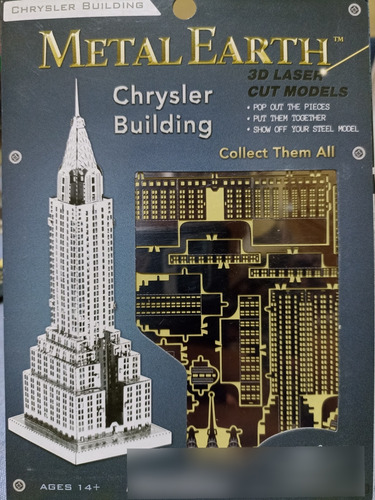 CHRYSLER BUILDING
METAL EARTH™
3D LASER
CUT MODELS
• POP OUT THE PIECES
• PUT THEM TOGETHER
• SHOW OFF YOUR STEEL MODEL
Chrysler
Building
Collect Them All
AGES 14+